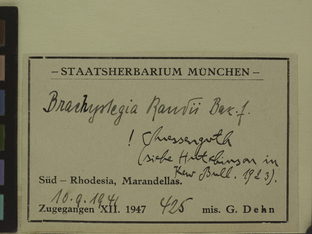 – STAATSHERBARIUM MÜNCHEN –
Brachystegia Randii Bak. f.
! Suessenguth
(siehe Hutchinson in
Kew Bull. 1923).
Süd – Rhodesia, Marandellas.
10.9.1941
Zugegangen XII. 1947 425 mis. G. Dehn